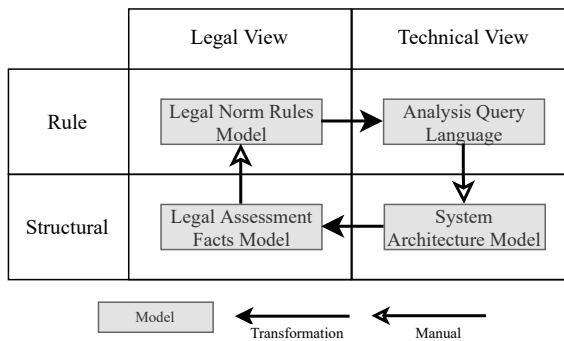 Legal View
Technical View
Rule
Legal Norm Rules
Model
Analysis Query
Language
Structural
Legal Assessment
Facts Model
System
Architecture Model
Model
Transformation
Manual